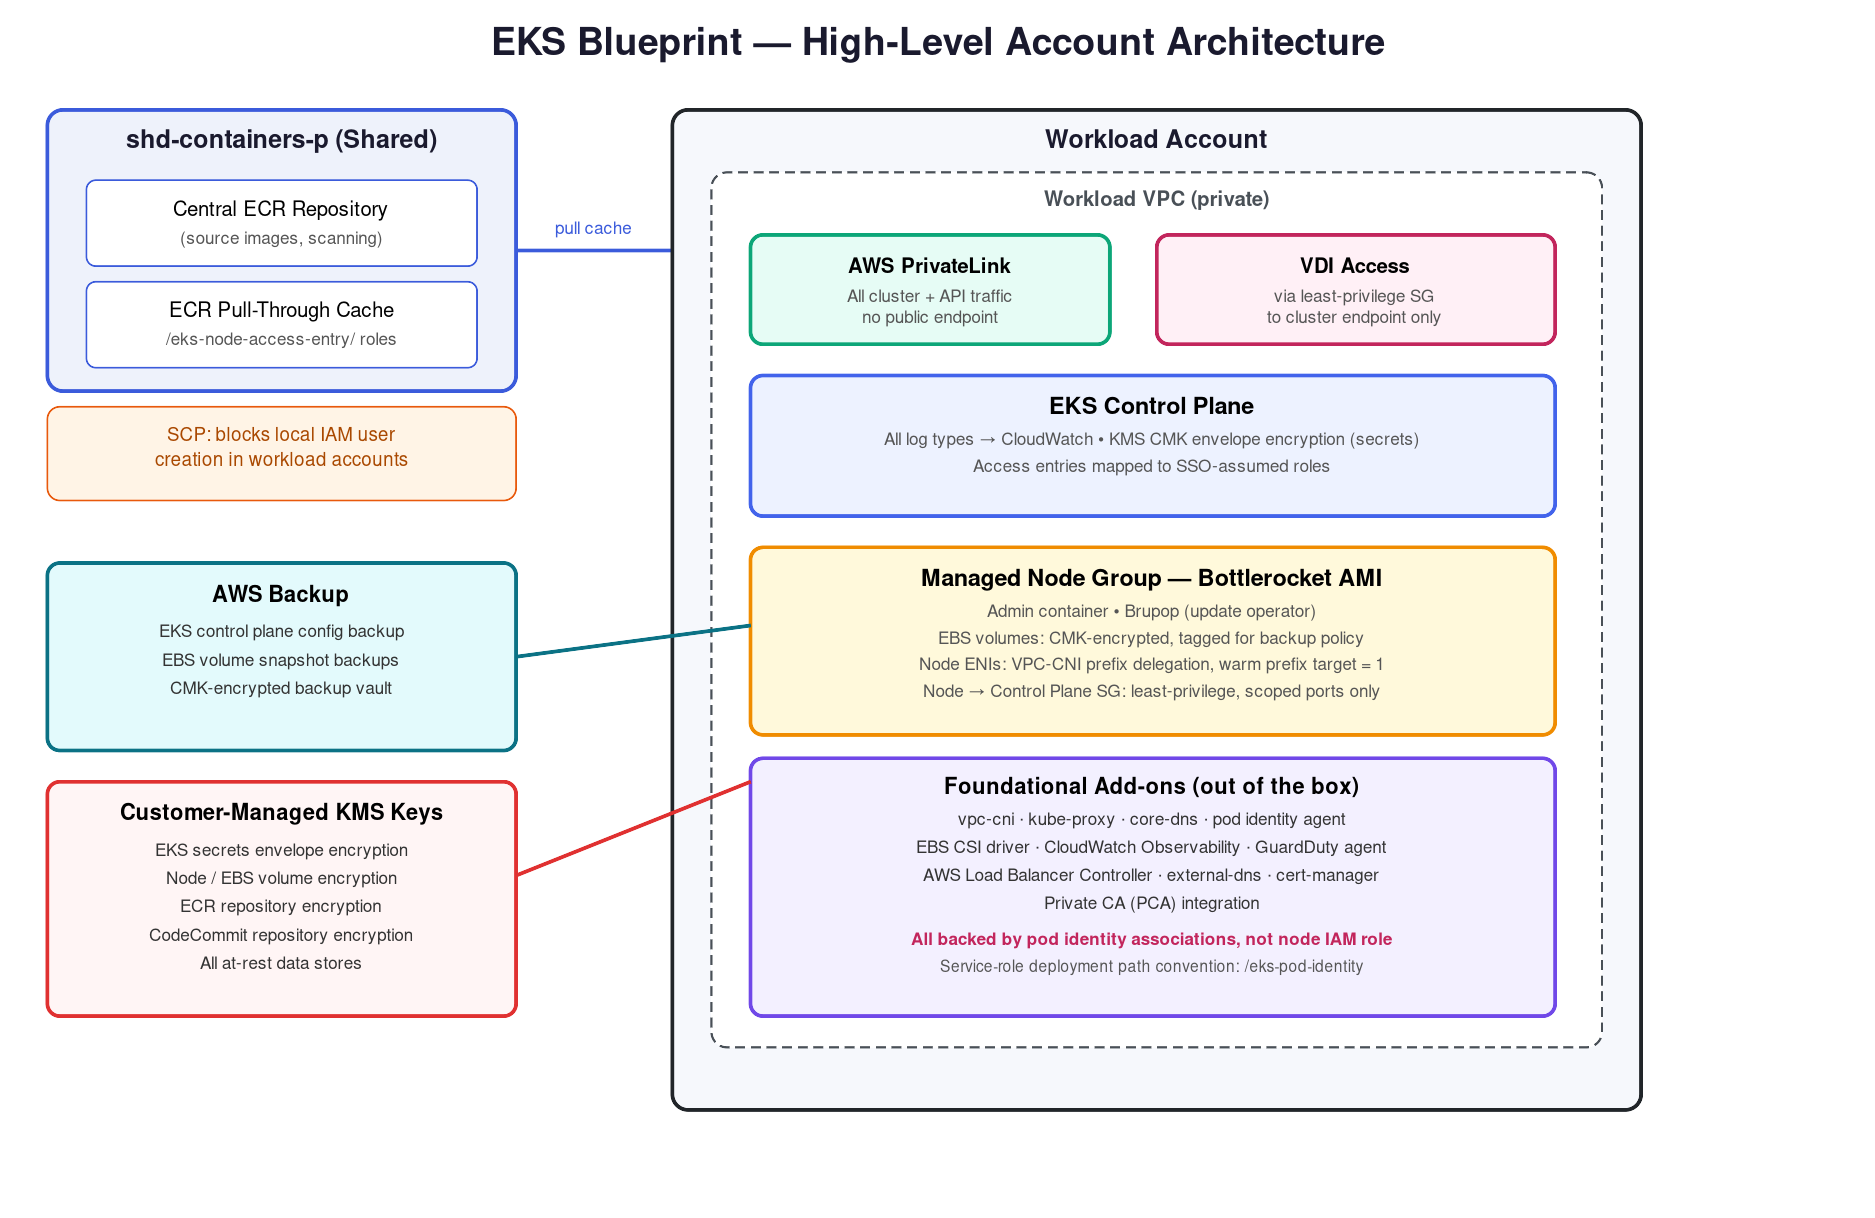 EKS Blueprint — High-Level Account Architecture
shd-containers-p (Shared)
Central ECR Repository
(source images, scanning)
ECR Pull-Through Cache
/eks-node-access-entry/ roles
SCP: blocks local IAM user
creation in workload accounts
AWS Backup
EKS control plane config backup
EBS volume snapshot backups
CMK-encrypted backup vault
Customer-Managed KMS Keys
EKS secrets envelope encryption
Node / EBS volume encryption
ECR repository encryption
CodeCommit repository encryption
All at-rest data stores
pull cache
Workload Account
Workload VPC (private)
AWS PrivateLink
All cluster + API traffic
no public endpoint
VDI Access
via least-privilege SG
to cluster endpoint only
EKS Control Plane
All log types → CloudWatch • KMS CMK envelope encryption (secrets)
Access entries mapped to SSO-assumed roles
Managed Node Group — Bottlerocket AMI
Admin container • Brupop (update operator)
EBS volumes: CMK-encrypted, tagged for backup policy
Node ENIs: VPC-CNI prefix delegation, warm prefix target = 1
Node → Control Plane SG: least-privilege, scoped ports only
Foundational Add-ons (out of the box)
vpc-cni · kube-proxy · core-dns · pod identity agent
EBS CSI driver · CloudWatch Observability · GuardDuty agent
AWS Load Balancer Controller · external-dns · cert-manager
Private CA (PCA) integration
All backed by pod identity associations, not node IAM role
Service-role deployment path convention: /eks-pod-identity